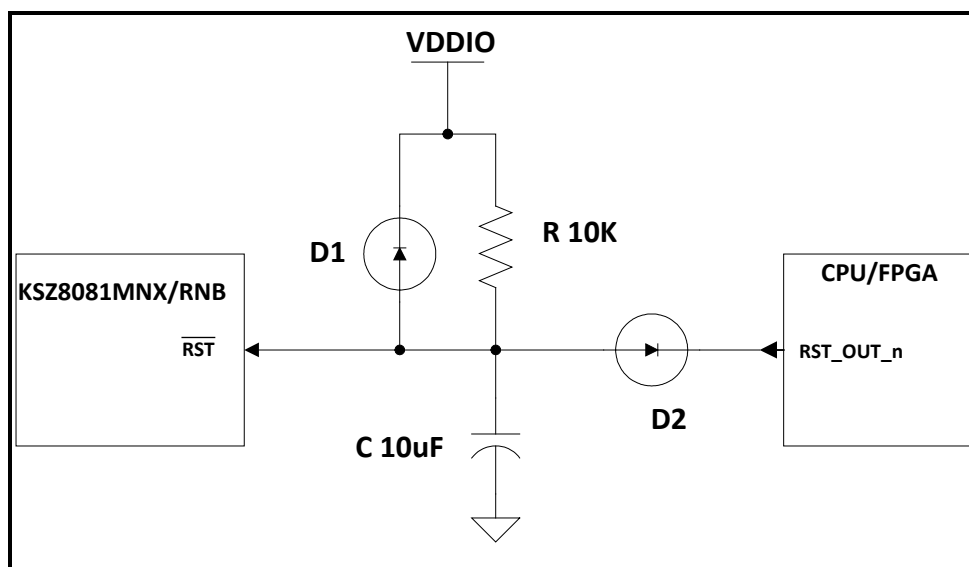 VDDIO
D1
R 10K
KSZ8081MNX/RNB
RST
CPU/FPGA
RST_OUT_n
D2
C 10uF